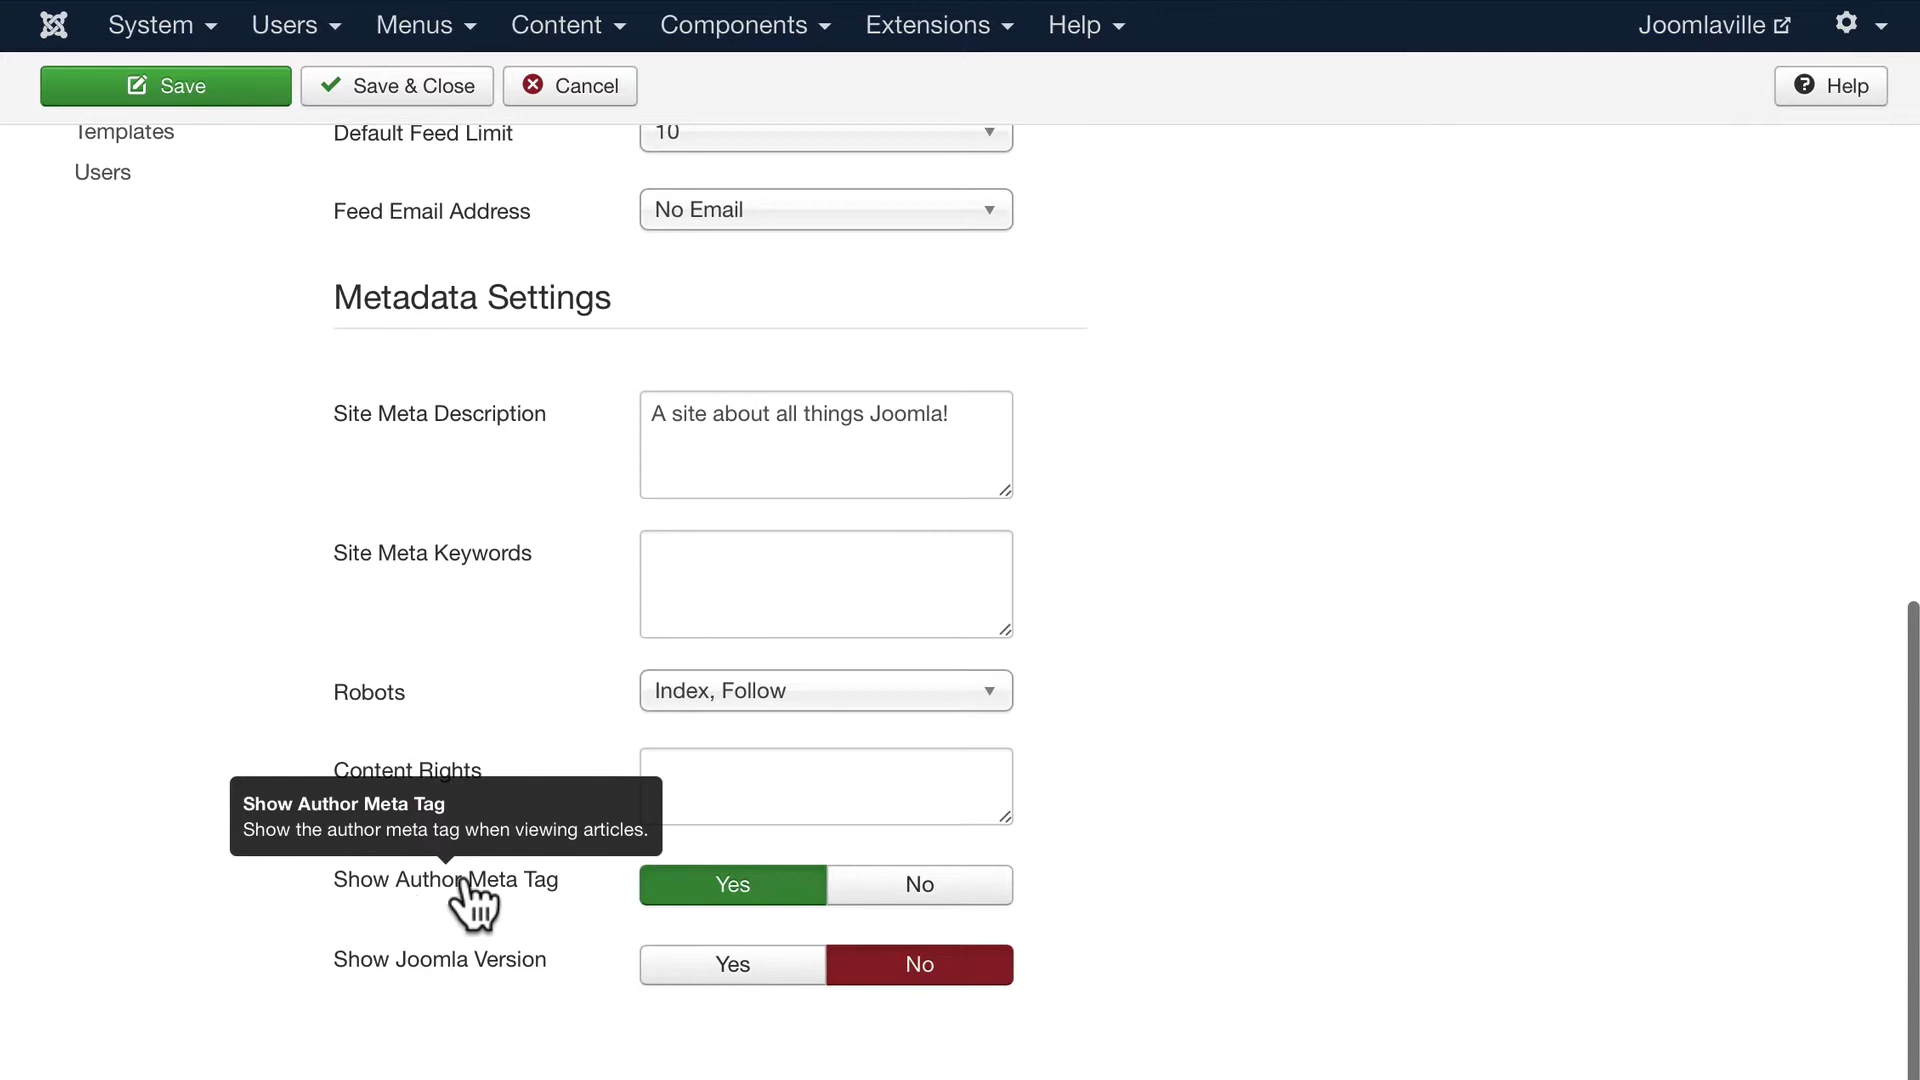 System Users Menus Content Components Extensions Help Joomlaville
Save Save & Close Cancel Help
Templates
Users
Default Feed Limit 10
Feed Email Address No Email
Metadata Settings
Site Meta Description A site about all things Joomla!
Site Meta Keywords
Robots Index, Follow
Content Rights
Show Author Meta Tag
Show the author meta tag when viewing articles.
Show Author Meta Tag Yes No
Show Joomla Version Yes No